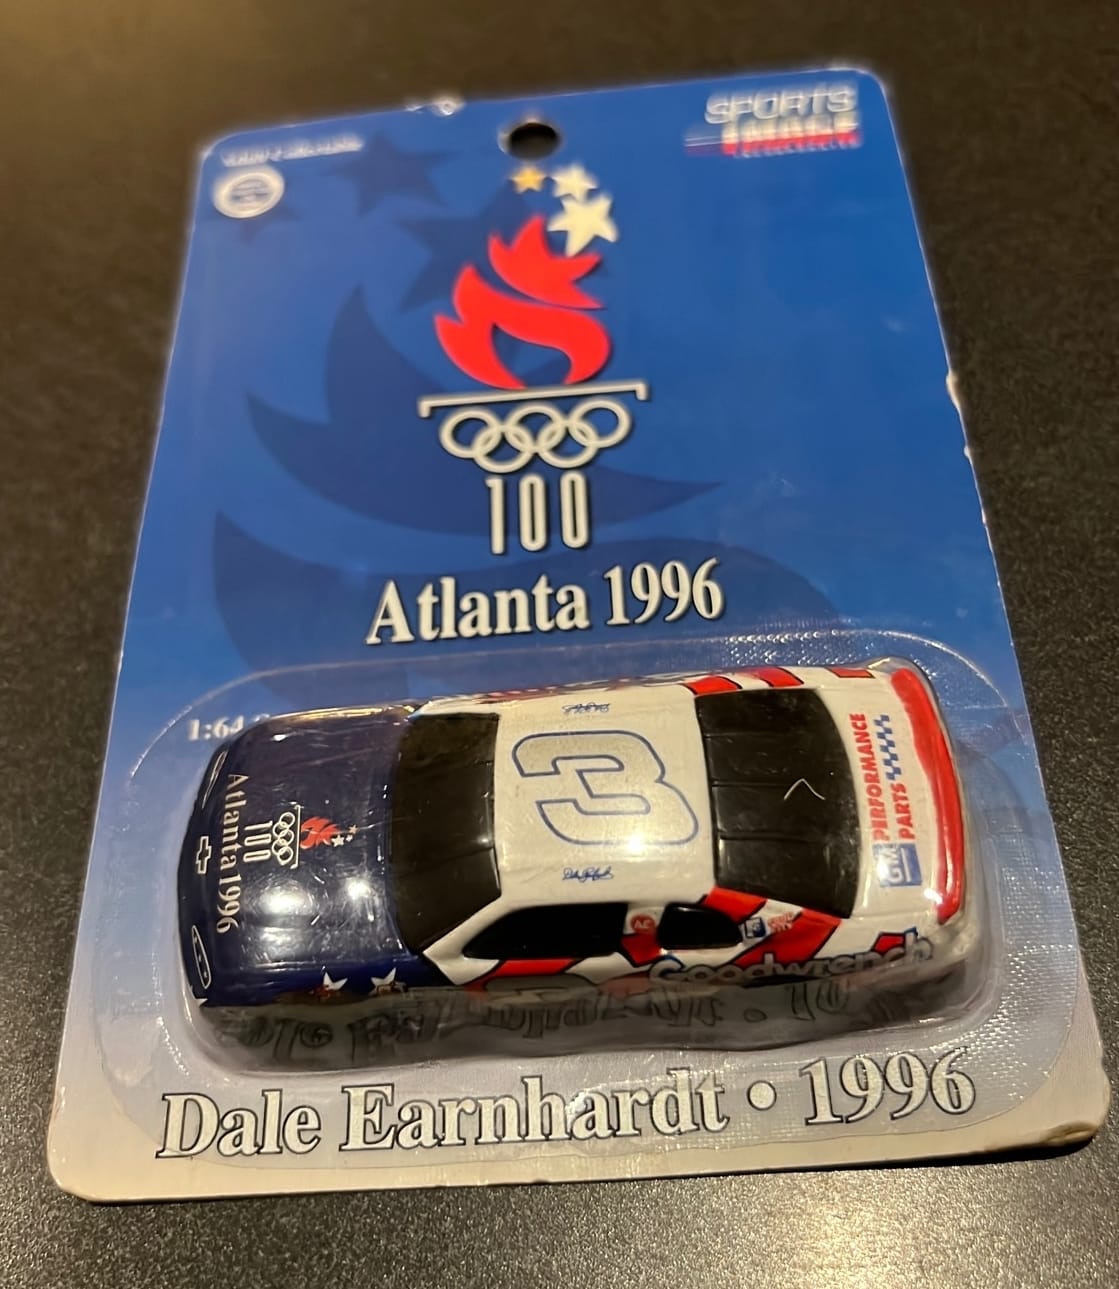 SPORTS
IMAGE
100
Atlanta 1996
1:64
3
Atlanta 1996
100
PERFORMANCE
PARTS
GM
Goodwrench
Dale Earnhardt • 1996